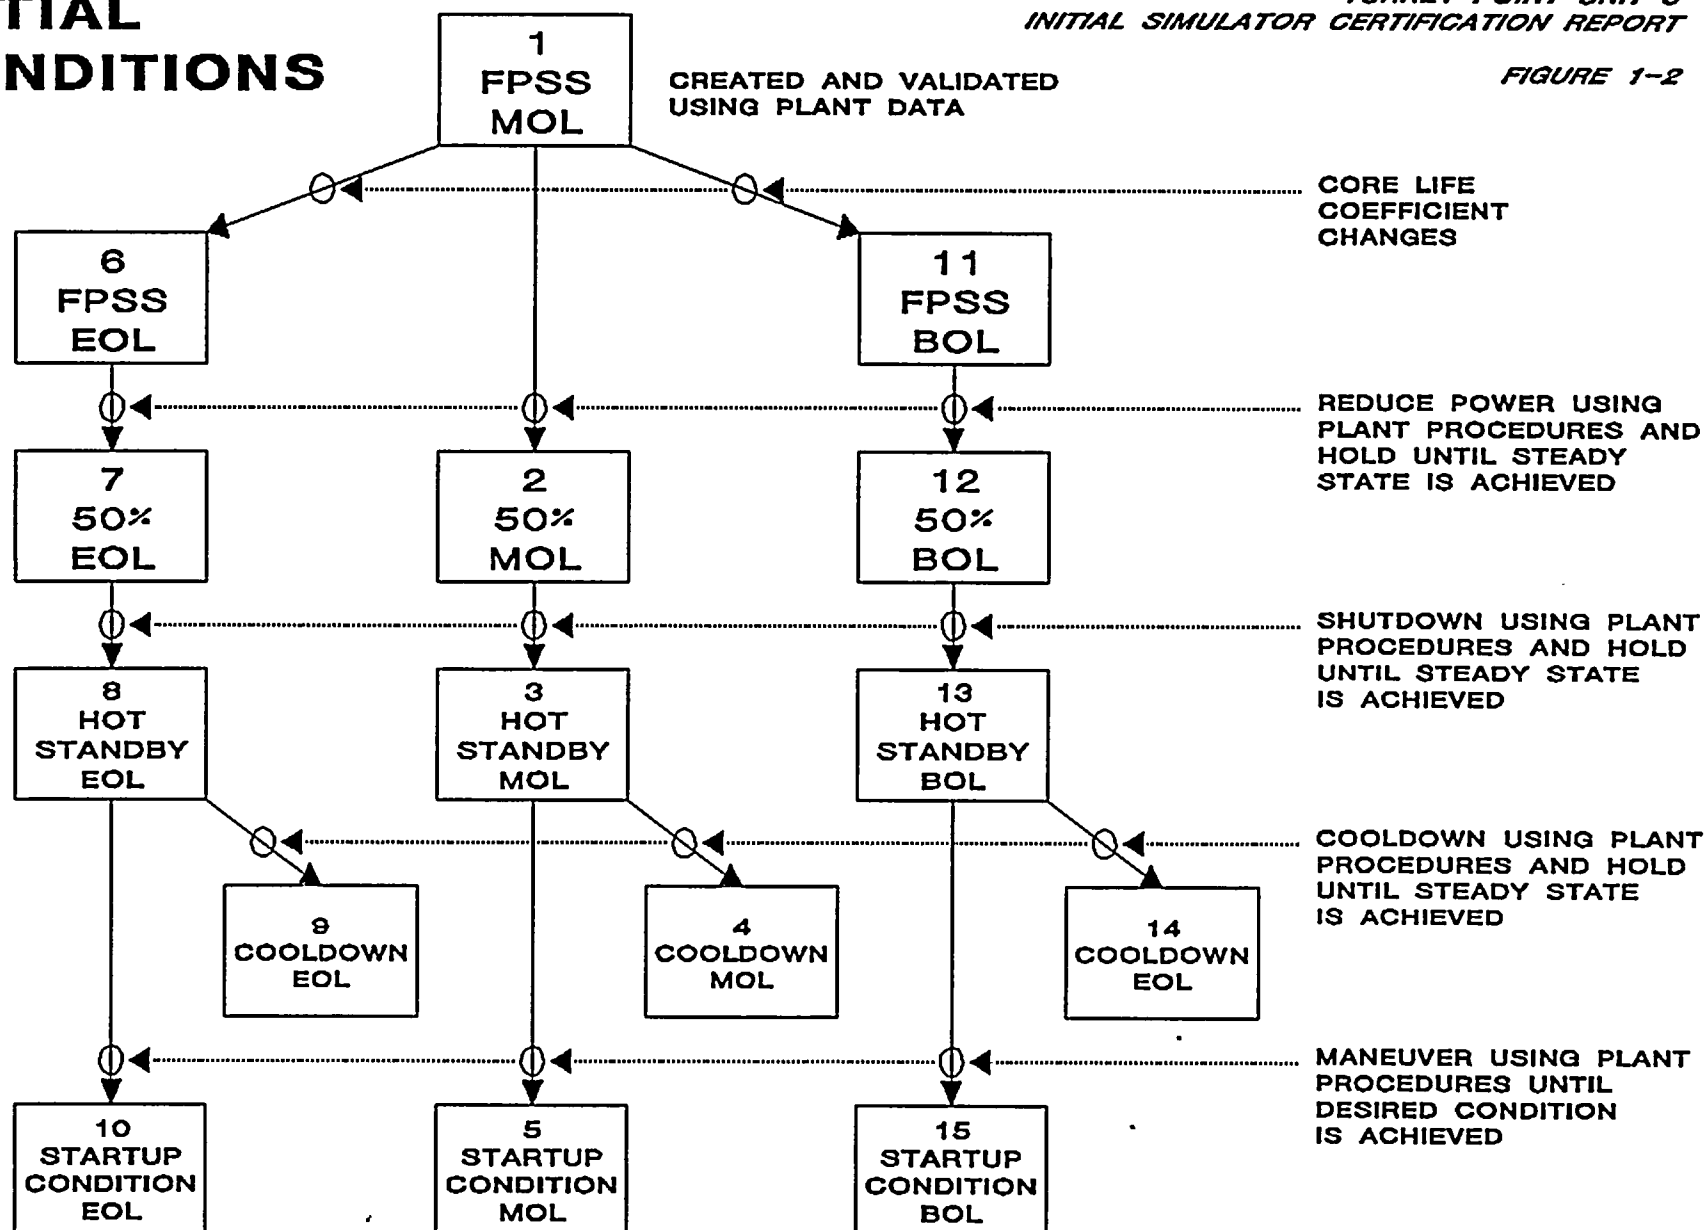 TIAL
NDITIONS
INITIAL SIMULATOR CERTIFICATION REPORT
FIGURE 1-2
1
FPSS
MOL
CREATED AND VALIDATED
USING PLANT DATA
CORE LIFE
COEFFICIENT
CHANGES
6
FPSS
EOL
11
FPSS
BOL
REDUCE POWER USING
PLANT PROCEDURES AND
HOLD UNTIL STEADY
STATE IS ACHIEVED
7
50%
EOL
2
50%
MOL
12
50%
BOL
SHUTDOWN USING PLANT
PROCEDURES AND HOLD
UNTIL STEADY STATE
IS ACHIEVED
8
HOT
STANDBY
EOL
3
HOT
STANDBY
MOL
13
HOT
STANDBY
BOL
COOLDOWN USING PLANT
PROCEDURES AND HOLD
UNTIL STEADY STATE
IS ACHIEVED
9
COOLDOWN
EOL
4
COOLDOWN
MOL
14
COOLDOWN
EOL
MANEUVER USING PLANT
PROCEDURES UNTIL
DESIRED CONDITION
IS ACHIEVED
10
STARTUP
CONDITION
EOL
5
STARTUP
CONDITION
MOL
15
STARTUP
CONDITION
BOL